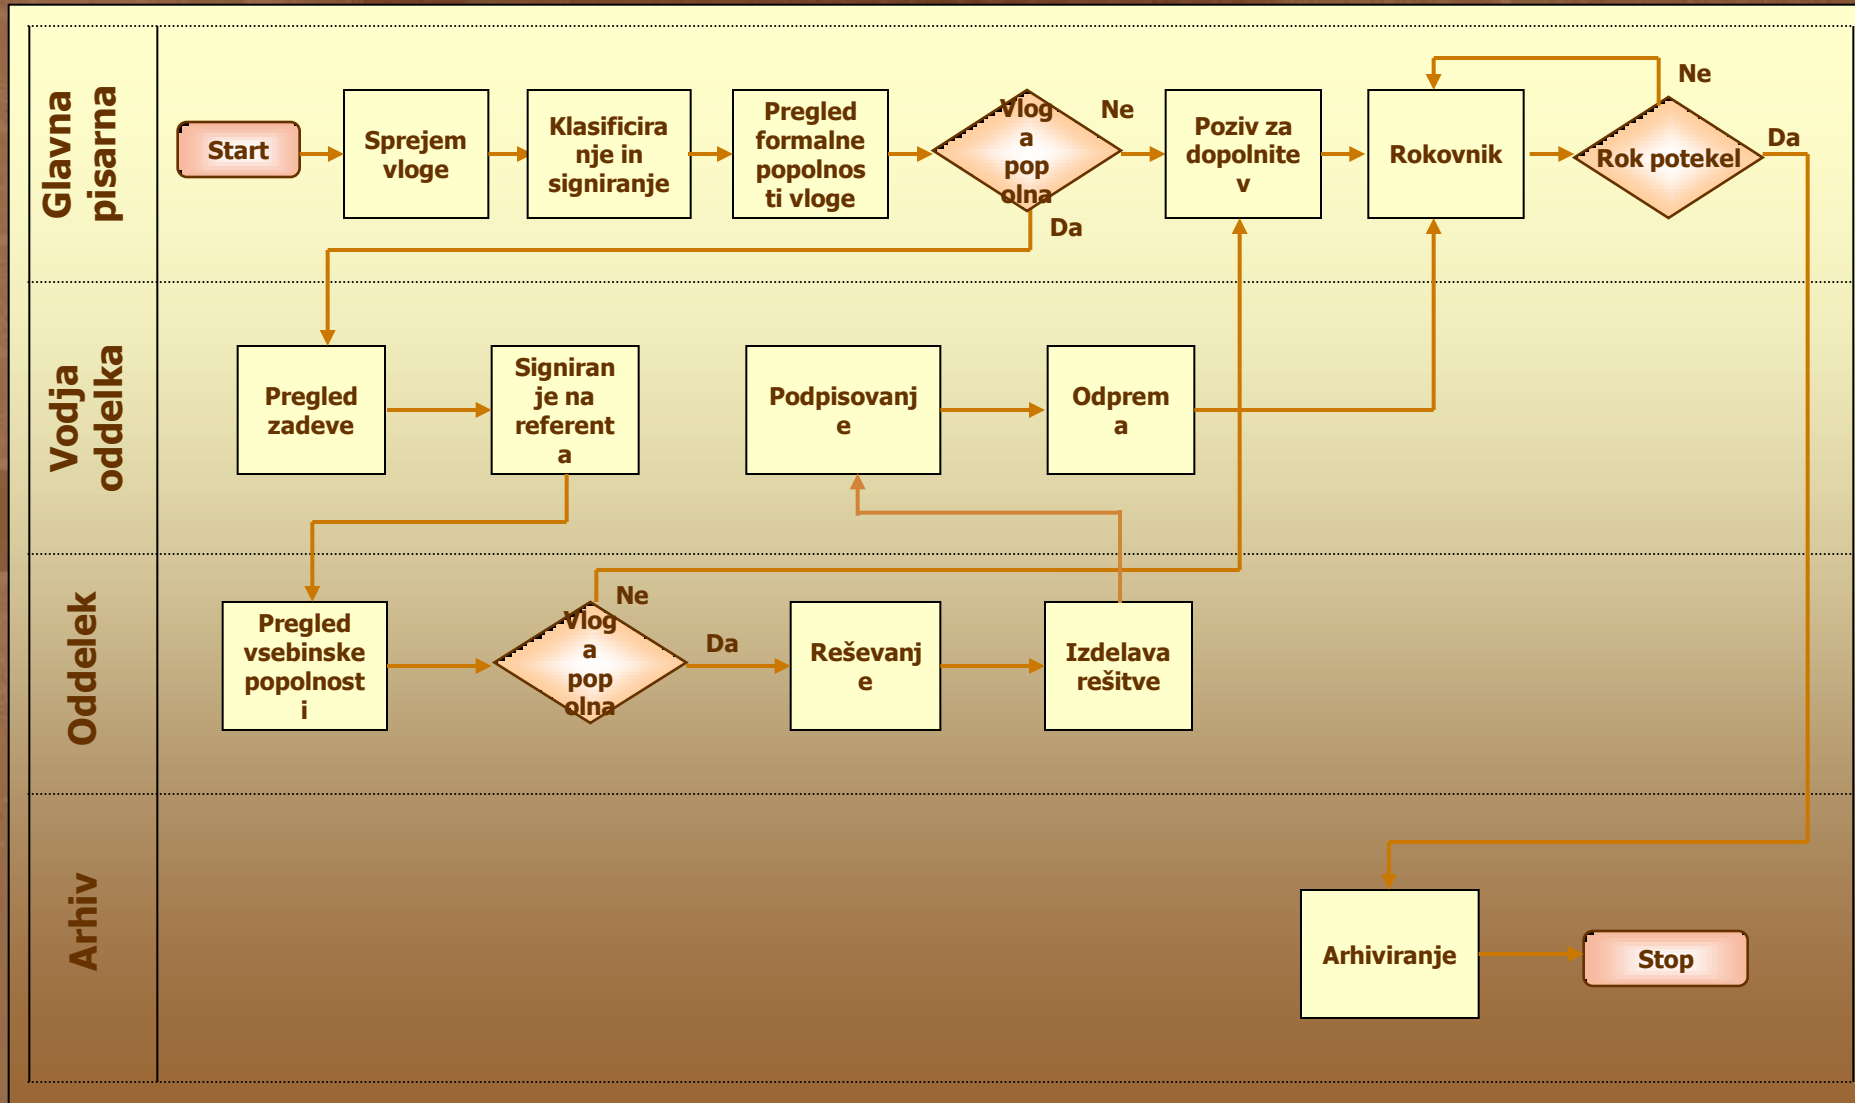 Glavna
pisarna
Start
Sprejem
vloge
Klasificira
nje in
signiranje
Pregled
formalne
popolnos
ti vloge
Vlog
a
pop
olna
Ne
Da
Poziv za
dopolnite
v
Rokovnik
Rok potekel
Ne
Da
Vodja
oddelka
Pregled
zadeve
Signiran
je na
referent
a
Podpisovanj
e
Odprem
a
Oddelek
Pregled
vsebinske
popolnost
i
Vlog
a
pop
olna
Ne
Da
Reševanj
e
Izdelava
rešitve
Arhiv
Arhiviranje
Stop